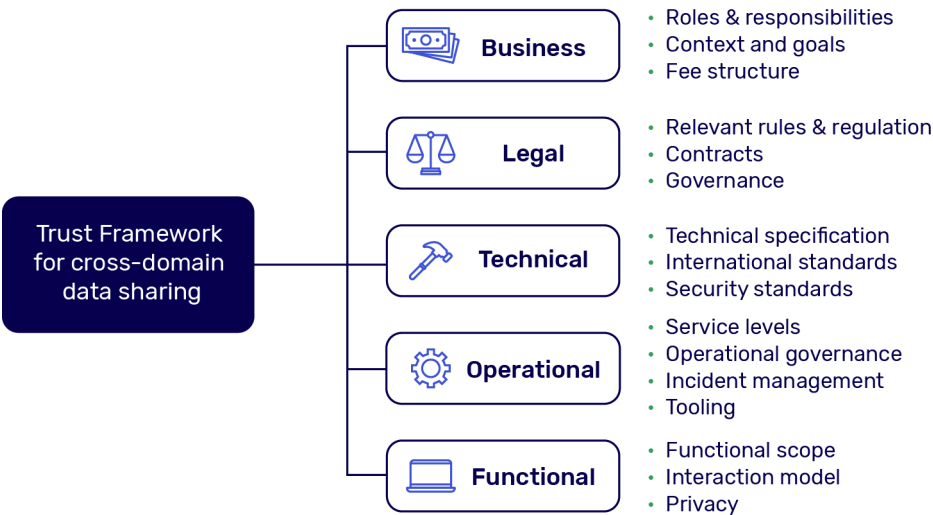 Trust Framework
for cross-domain
data sharing
Business
• Roles & responsibilities
• Context and goals
• Fee structure
Legal
• Relevant rules & regulation
• Contracts
• Governance
Technical
• Technical specification
• International standards
• Security standards
Operational
• Service levels
• Operational governance
• Incident management
• Tooling
Functional
• Functional scope
• Interaction model
• Privacy